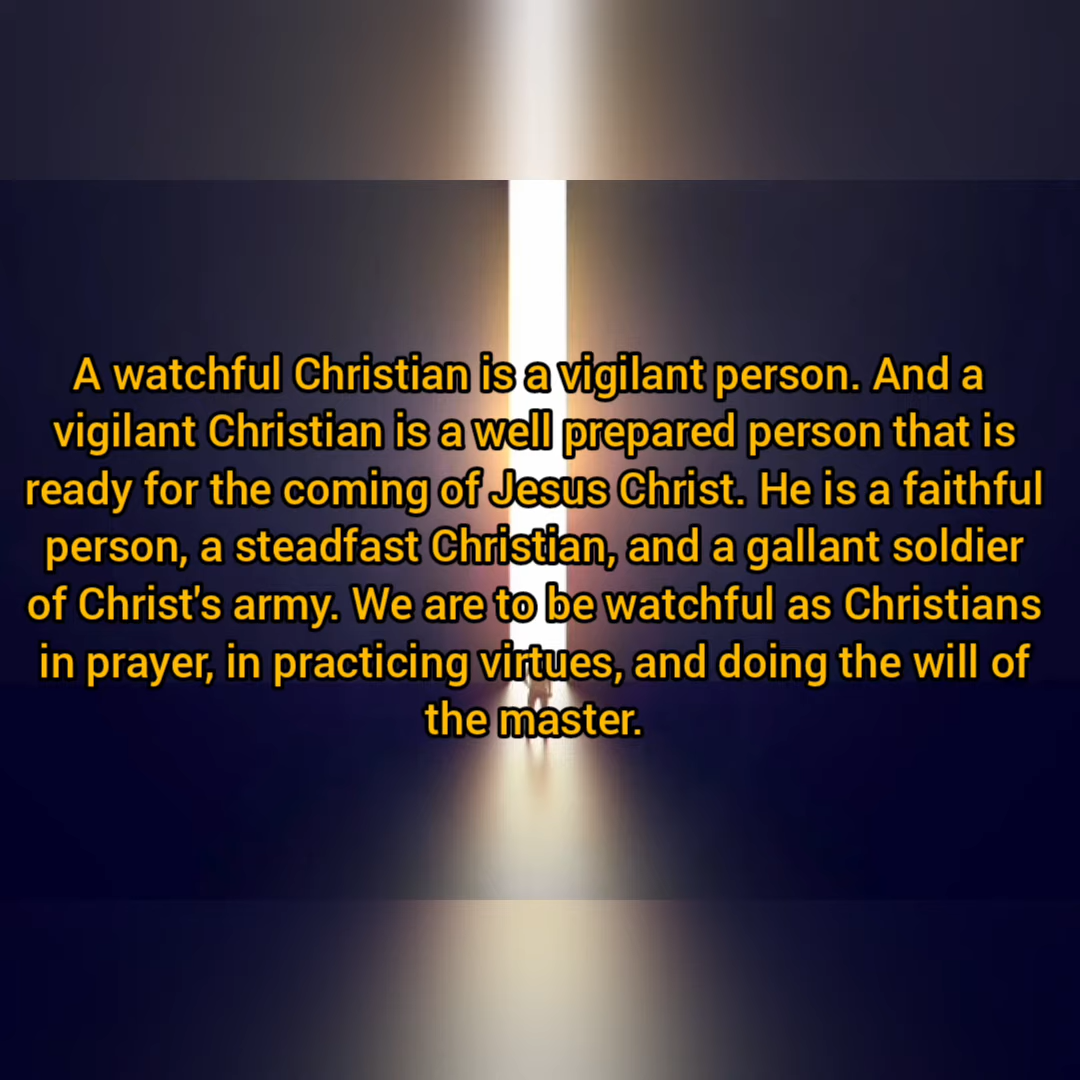 A watchful Christian is a vigilant person. And a
vigilant Christian is a well prepared person that is
ready for the coming of Jesus Christ. He is a faithful
person, a steadfast Christian, and a gallant soldier
of Christ's army. We are to be watchful as Christians
in prayer, in practicing virtues, and doing the will of
the master.